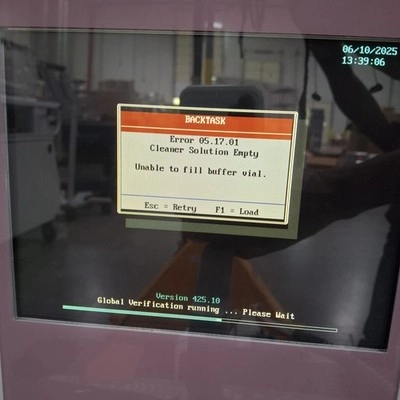 06/10/2025
13:39:06
BACKTASK
Error 05.17.01
Cleaner Solution Empty
Unable to fill buffer vial.
Esc = Retry F1 = Load
Version 425.10
Global Verification running ... Please Wait